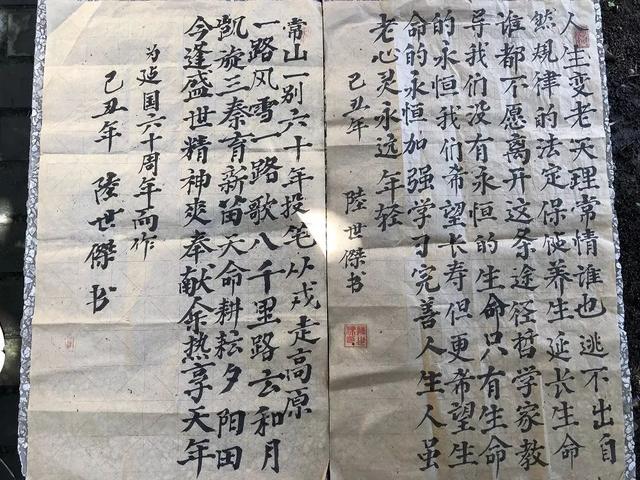 人生变老天理常情谁也逃不出自
然规律的法定保健养生延长生命
谁都不愿离开这条途径哲学家教
导我们没有永恒的生命只有生命
的永恒我们希望长寿但更希望生
命的永恒加强学习完善人生人虽
老心灵永远年轻
己丑年 陸世傑书
常山一别六十年投笔从戎走高原
一路风雪一路歌八千里路云和月
凯旋三秦育新苗天命耕耘夕阳田
今逢盛世精神爽奉献余热享天年
为建国六十周年而作
己丑年 陸世傑书